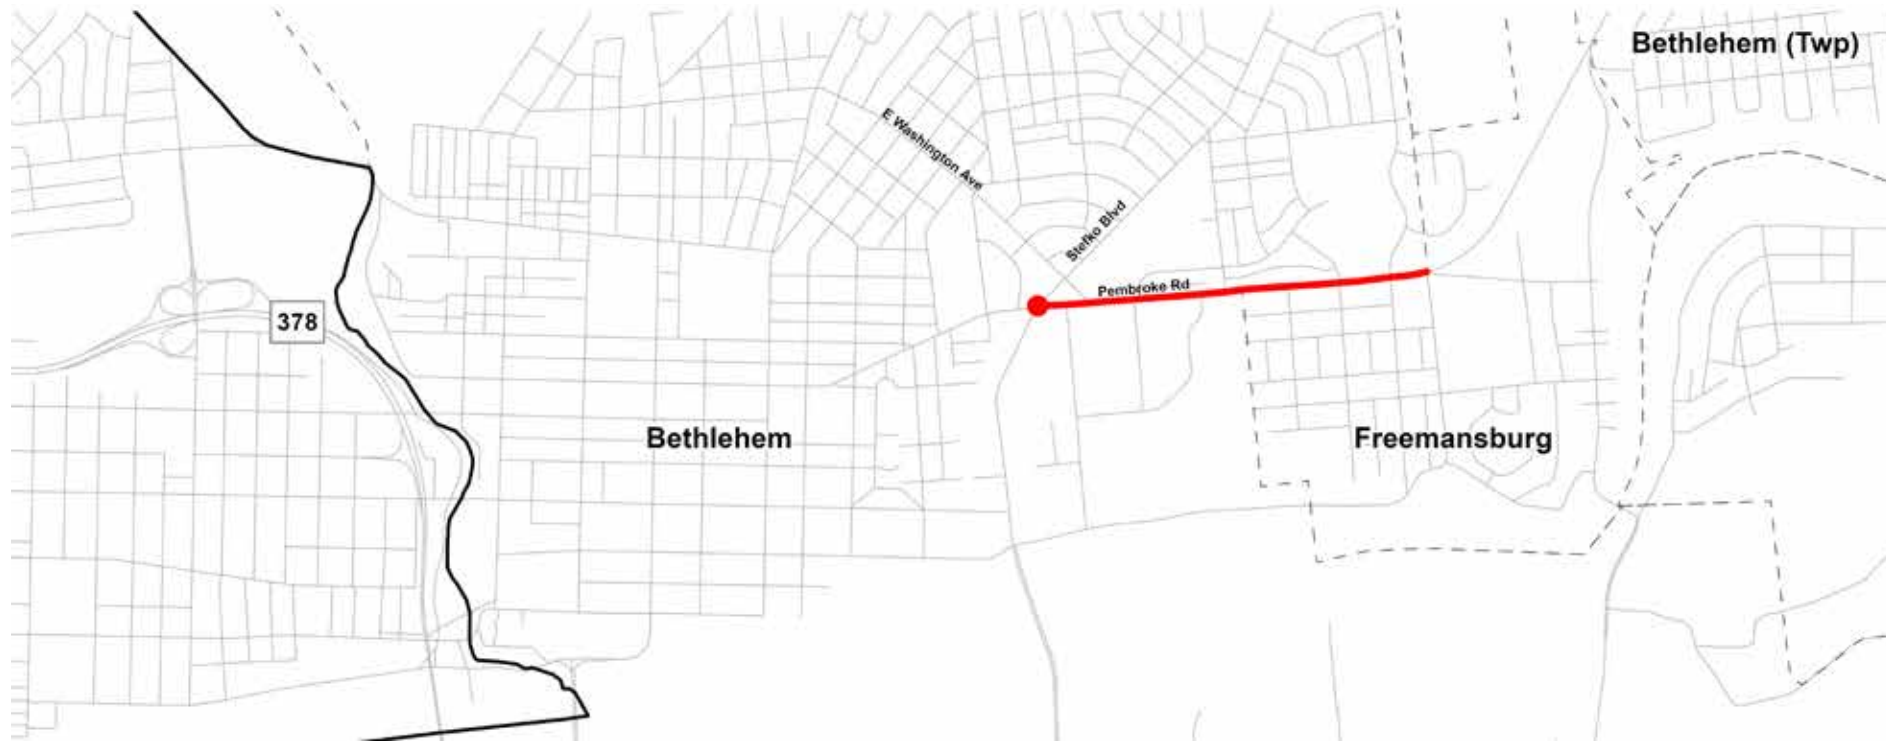 Bethlehem (Twp)
E Washington Ave
Stefko Blvd
Pembroke Rd
378
Bethlehem
Freemansburg